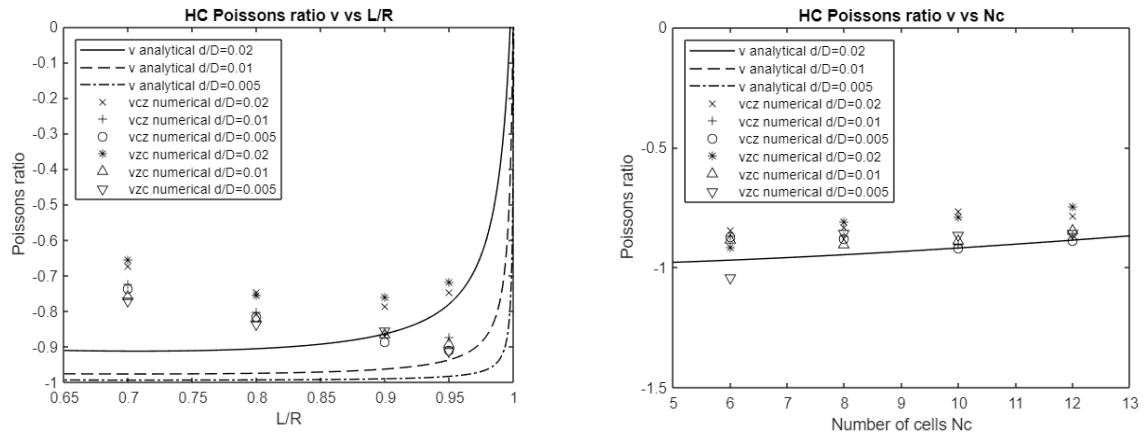 HC Poissons ratio v vs L/R
0
-0.1
-0.2
-0.3
-0.4
-0.5
-0.6
-0.7
-0.8
-0.9
-1
Poissons ratio
v analytical d/D=0.02
v analytical d/D=0.01
v analytical d/D=0.005
vcz numerical d/D=0.02
vcz numerical d/D=0.01
vcz numerical d/D=0.005
vzc numerical d/D=0.02
vzc numerical d/D=0.01
vzc numerical d/D=0.005
0.65 0.7 0.75 0.8 0.85 0.9 0.95 1
L/R
HC Poissons ratio v vs Nc
0
-0.5
-1
-1.5
Poissons ratio
v analytical d/D=0.02
v analytical d/D=0.01
v analytical d/D=0.005
vcz numerical d/D=0.02
vcz numerical d/D=0.01
vcz numerical d/D=0.005
vzc numerical d/D=0.02
vzc numerical d/D=0.01
vzc numerical d/D=0.005
5 6 7 8 9 10 11 12 13
Number of cells Nc